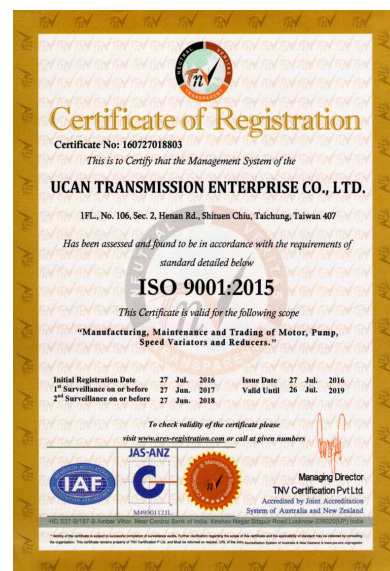 NEUTRAL VERITAS
TNV
TRANSPARENT
Certificate of Registration
Certificate No: 160727018803
This is to Certify that the Management System of the
UCAN TRANSMISSION ENTERPRISE CO., LTD.
1FL., No. 106, Sec. 2, Henan Rd., Shituen Chiu, Taichung, Taiwan 407
Has been assessed and found to be in accordance with the requirements of
standard detailed below
ISO 9001:2015
This Certificate is valid for the following scope
“Manufacturing, Maintenance and Trading of Motor, Pump,
Speed Variators and Reducers.”
Initial Registration Date 27 Jul. 2016 Issue Date 27 Jul. 2016
1st Surveillance on or before 27 Jun. 2017 Valid Until 26 Jul. 2019
2nd Surveillance on or before 27 Jun. 2018
To check validity of the certificate please
visit www.ares-registration.com or call at given numbers
JAS-ANZ
IAF
C
M4930112IL
Managing Director
TNV Certification Pvt Ltd.
Accredited by Joint Accreditation
System of Australia and New Zealand